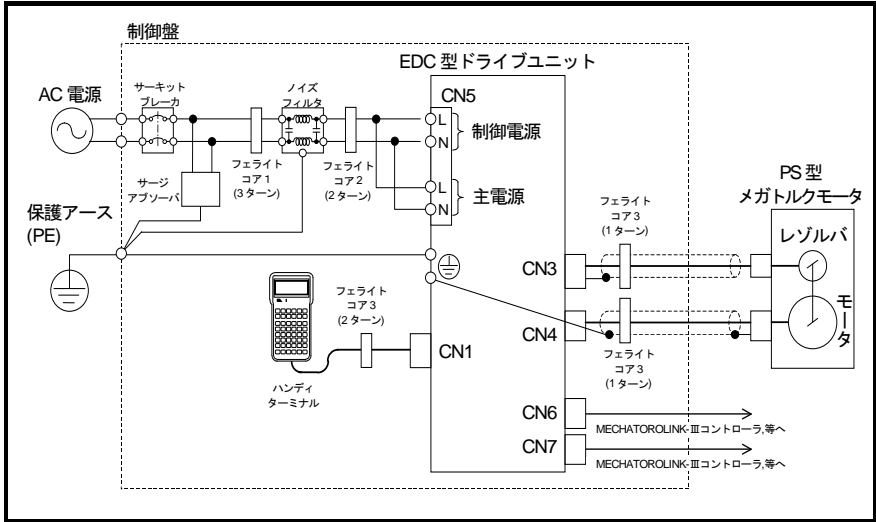 制御盤
EDC 型ドライブユニット
AC 電源
サーキット
ブレーカ
ノイズ
フィルタ
CN5
L
N
制御電源
L
N
主電源
フェライト
コア1
(3 ターン)
フェライト
コア2
(2 ターン)
サージ
アブソーバ
保護アース
(PE)
フェライト
コア3
(1 ターン)
PS 型
メガトルクモータ
レゾルバ
モータ
CN3
CN4
フェライト
コア3
(1 ターン)
フェライト
コア3
(2 ターン)
CN1
ハンディ
ターミナル
CN6
MECHATOROLINK-Ⅲコントローラ,等へ
CN7
MECHATOROLINK-Ⅲコントローラ,等へ